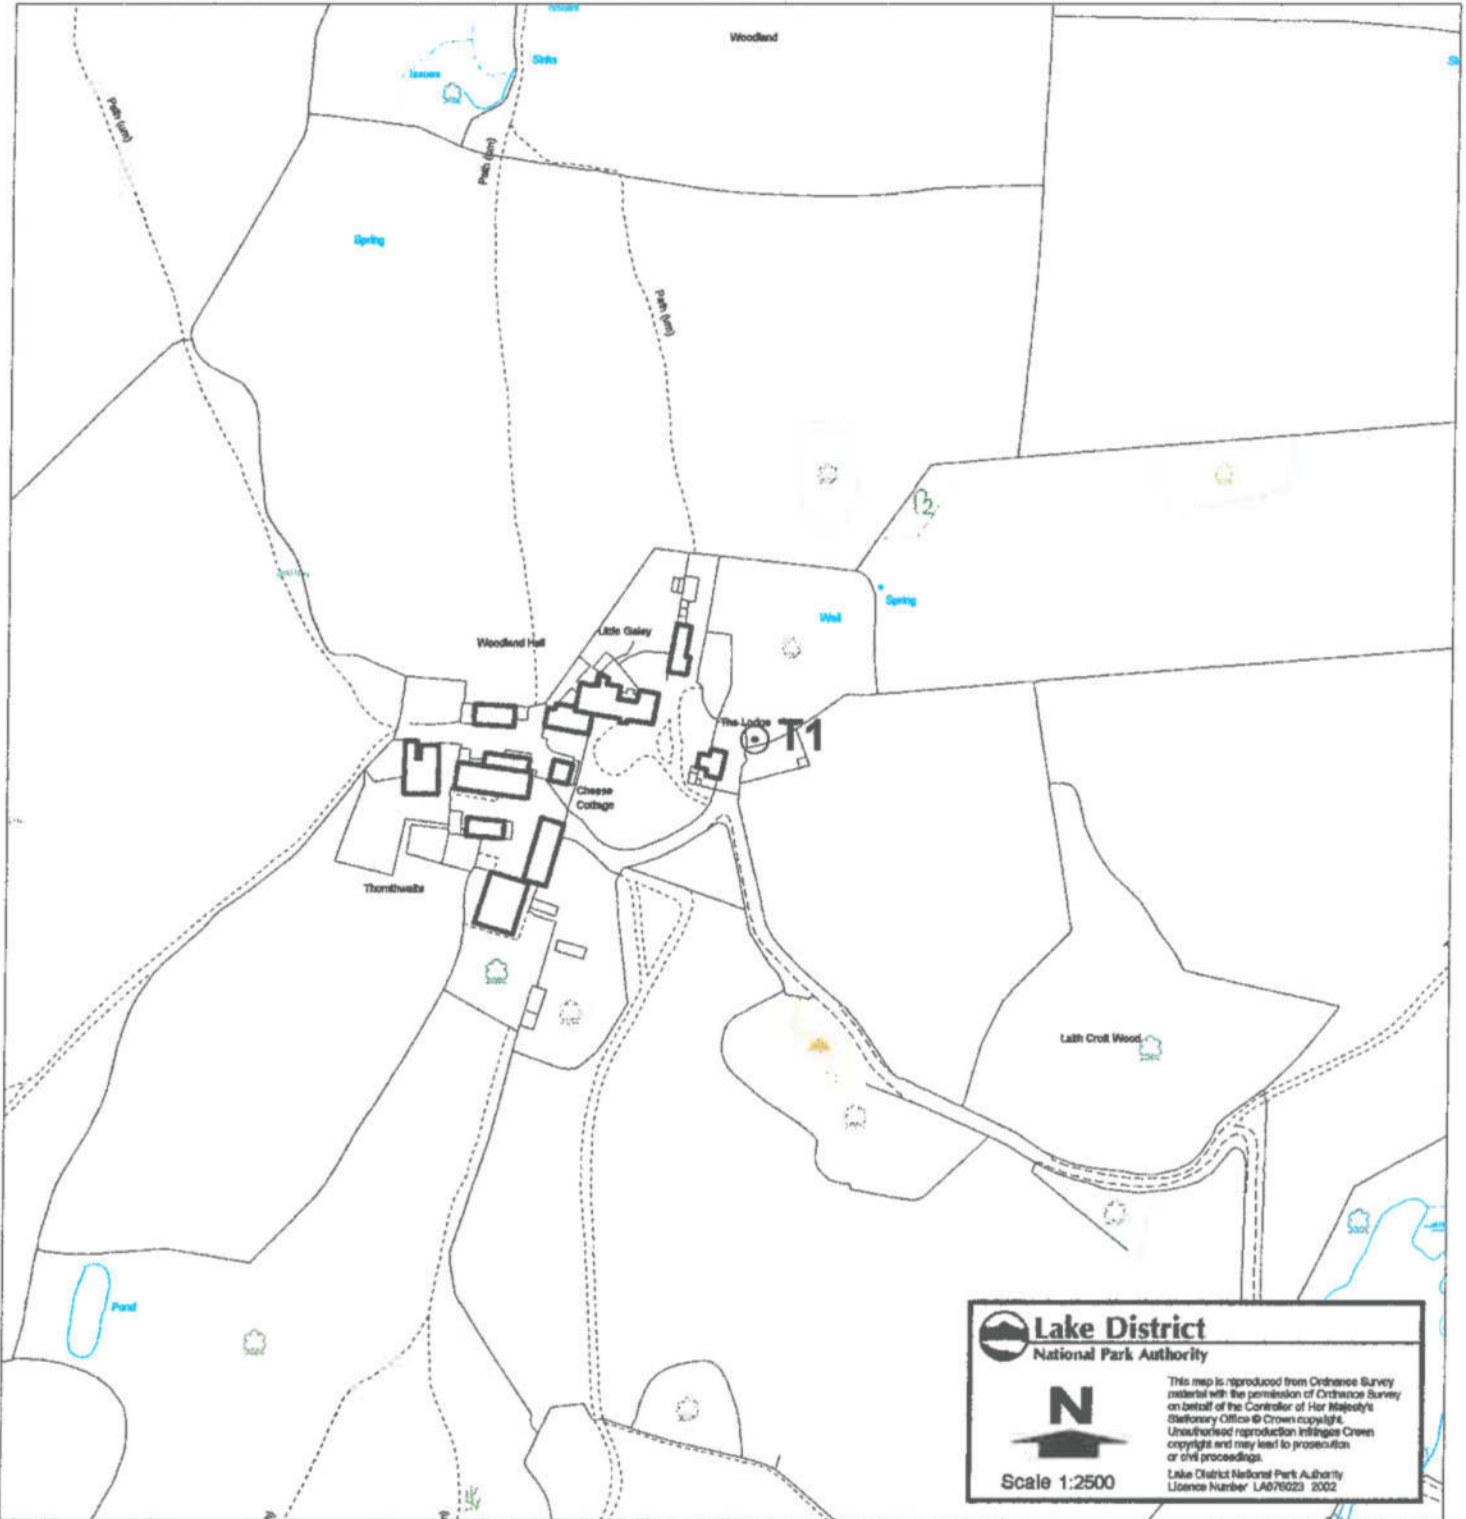 Woodland
Issues
Sinks
Path (um)
Path (um)
Spring
Path (um)
Spring
Well
Little Galey
Woodland Hall
The Lodge
T1
Cheese
Cottage
Thornthwaite
Laith Croft Wood
Pond
Lake District
National Park Authority
N
Scale 1:2500
This map is reproduced from Ordnance Survey
material with the permission of Ordnance Survey
on behalf of the Controller of Her Majesty's
Stationery Office © Crown copyright.
Unauthorised reproduction infringes Crown
copyright and may lead to prosecution
or civil proceedings.
Lake District National Park Authority
Licence Number LA076023 2002